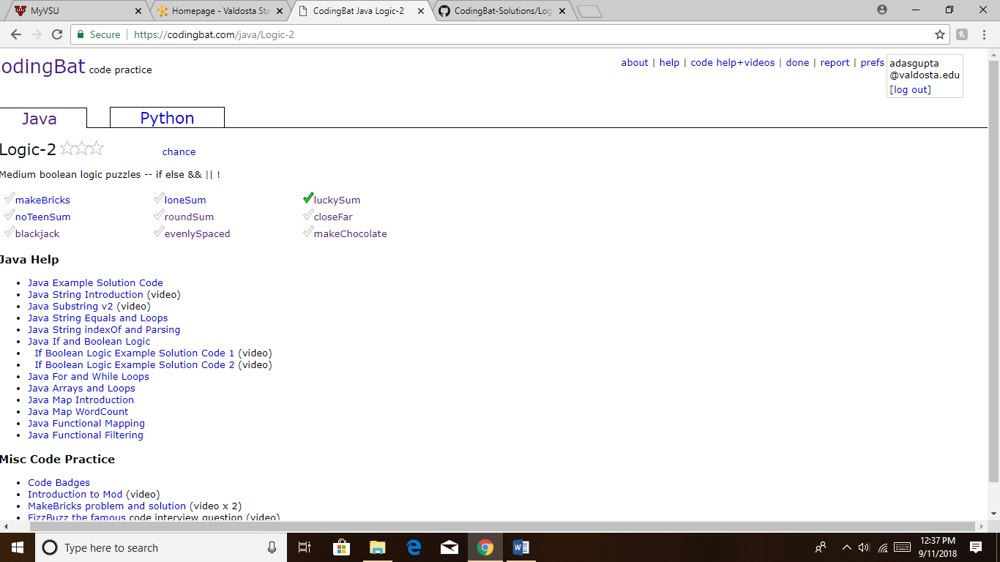 MyVSU
Homepage - Valdosta Sta
CodingBat Java Logic-2
CodingBat-Solutions/Log
Secure
https://codingbat.com/java/Logic-2
odingBat code practice
about | help | code help+videos | done | report | prefs
adasgupta
@valdosta.edu
[log out]
Java
Python
Logic-2
chance
Medium boolean logic puzzles -- if else && || !
makeBricks loneSum luckySum
noTeenSum roundSum closeFar
blackjack evenlySpaced makeChocolate
Java Help
Java Example Solution Code
Java String Introduction (video)
Java Substring v2 (video)
Java String Equals and Loops
Java String indexOf and Parsing
Java If and Boolean Logic
If Boolean Logic Example Solution Code 1 (video)
If Boolean Logic Example Solution Code 2 (video)
Java For and While Loops
Java Arrays and Loops
Java Map Introduction
Java Map WordCount
Java Functional Mapping
Java Functional Filtering
Misc Code Practice
Code Badges
Introduction to Mod (video)
MakeBricks problem and solution (video x 2)
FizzBuzz the famous code interview question (video)
Type here to search
12:37 PM
9/11/2018